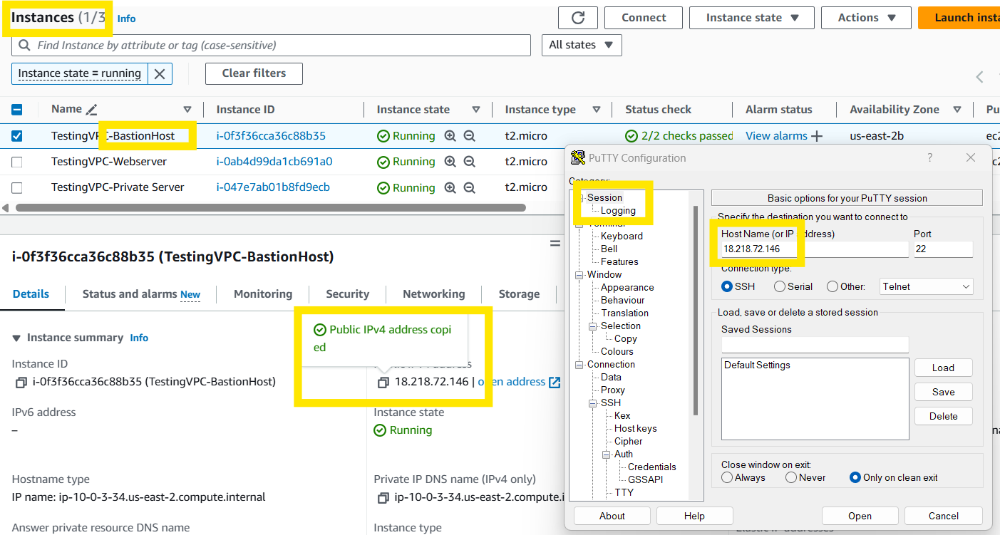 Instances (1/3 Info
Connect
Instance state
Actions
Launch insta
Find Instance by attribute or tag (case-sensitive)
All states
Instance state = running
Clear filters
Name Instance ID Instance state Instance type Status check Alarm status Availability Zone Pu
TestingVPC-BastionHost i-0f3f36cca36c88b35 Running t2.micro 2/2 checks passed View alarms us-east-2b ec2
TestingVPC-Webserver i-0ab4d99da1cb691a0 Running t2.micro
TestingVPC-Private Server i-047e7ab01b8fd9ecb Running t2.micro
i-0f3f36cca36c88b35 (TestingVPC-BastionHost)
Details Status and alarms New Monitoring Security Networking Storage
Instance summary Info
Public IPv4 address copi
ed
Instance ID
i-0f3f36cca36c88b35 (TestingVPC-BastionHost)
18.218.72.146 | open address
IPv6 address
–
Instance state
Running
Hostname type
IP name: ip-10-0-3-34.us-east-2.compute.internal
Private IP DNS name (IPv4 only)
ip-10-0-3-34.us-east-2.compute.i
Answer private resource DNS name
Instance type
PuTTY Configuration
?
Category:
Session
Logging
Terminal
Keyboard
Bell
Features
Window
Appearance
Behaviour
Translation
Selection
Copy
Colours
Connection
Data
Proxy
SSH
Kex
Host keys
Cipher
Auth
Credentials
GSSAPI
TTY
Basic options for your PuTTY session
Specify the destination you want to connect to
Host Name (or IP address) Port
18.218.72.146 22
Connection type:
SSH Serial Other: Telnet
Load, save or delete a stored session
Saved Sessions
Default Settings
Load
Save
Delete
Close window on exit:
Always Never Only on clean exit
About Help Open Cancel